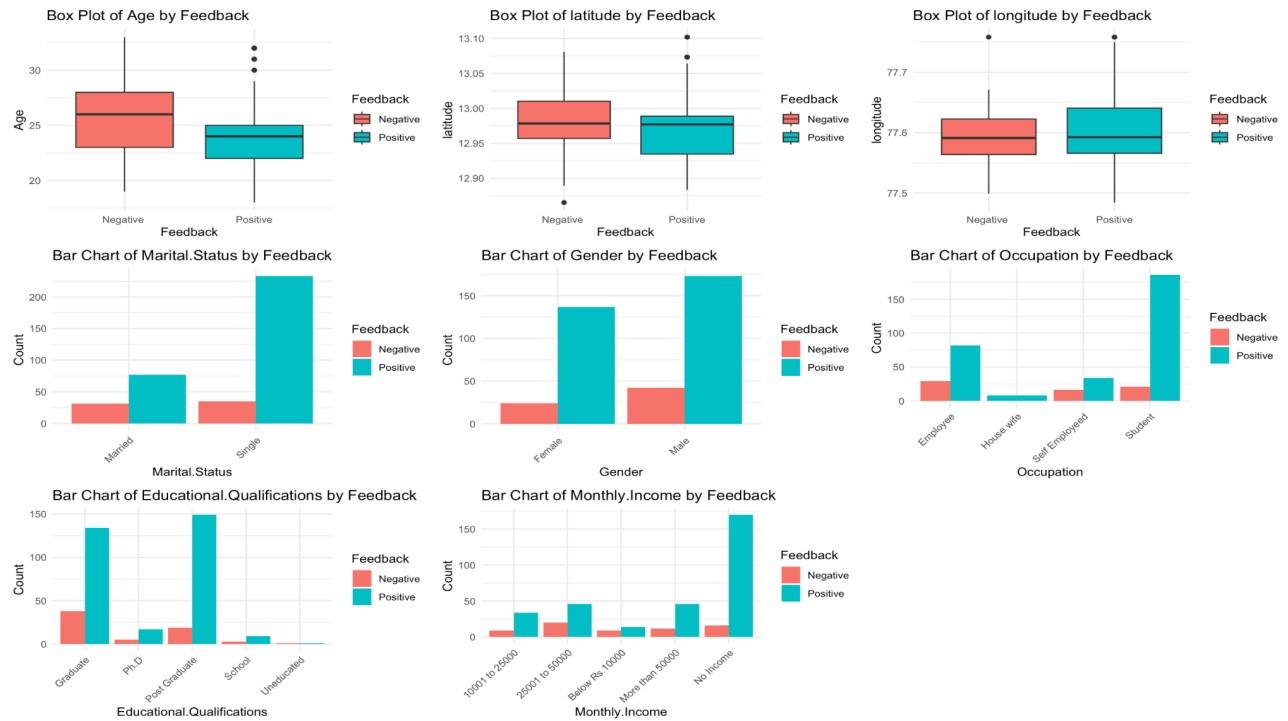 Box Plot of Age by Feedback
30
25
20
Age
Negative
Positive
Feedback
Feedback
Negative
Positive
Box Plot of latitude by Feedback
13.10
13.05
13.00
12.95
12.90
latitude
Negative
Positive
Feedback
Feedback
Negative
Positive
Box Plot of longitude by Feedback
77.7
77.6
77.5
longitude
Negative
Positive
Feedback
Feedback
Negative
Positive
Bar Chart of Marital.Status by Feedback
200
150
100
50
0
Count
Married
Single
Marital.Status
Feedback
Negative
Positive
Bar Chart of Gender by Feedback
150
100
50
0
Count
Female
Male
Gender
Feedback
Negative
Positive
Bar Chart of Occupation by Feedback
150
100
50
0
Count
Employee
House wife
Self Employeed
Student
Occupation
Feedback
Negative
Positive
Bar Chart of Educational.Qualifications by Feedback
150
100
50
0
Count
Graduate
Ph.D
Post Graduate
School
Uneducated
Educational.Qualifications
Feedback
Negative
Positive
Bar Chart of Monthly.Income by Feedback
150
100
50
0
Count
10001 to 25000
25001 to 50000
Below Rs.10000
More than 50000
No Income
Monthly.Income
Feedback
Negative
Positive